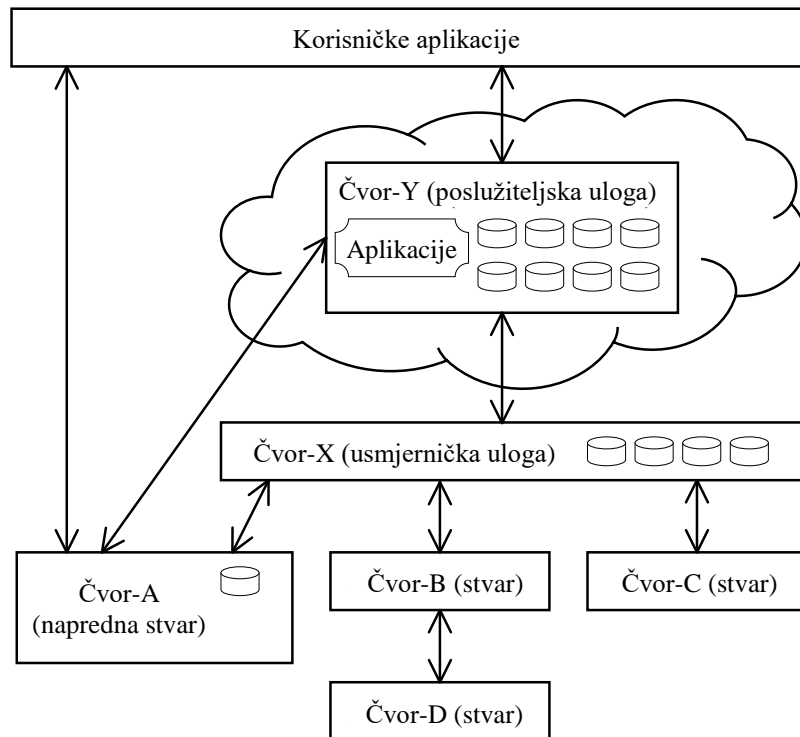 Korisničke aplikacije
Čvor-Y (poslužiteljska uloga)
Aplikacije
Čvor-X (usmjernička uloga)
Čvor-A
(napredna stvar)
Čvor-B (stvar)
Čvor-C (stvar)
Čvor-D (stvar)